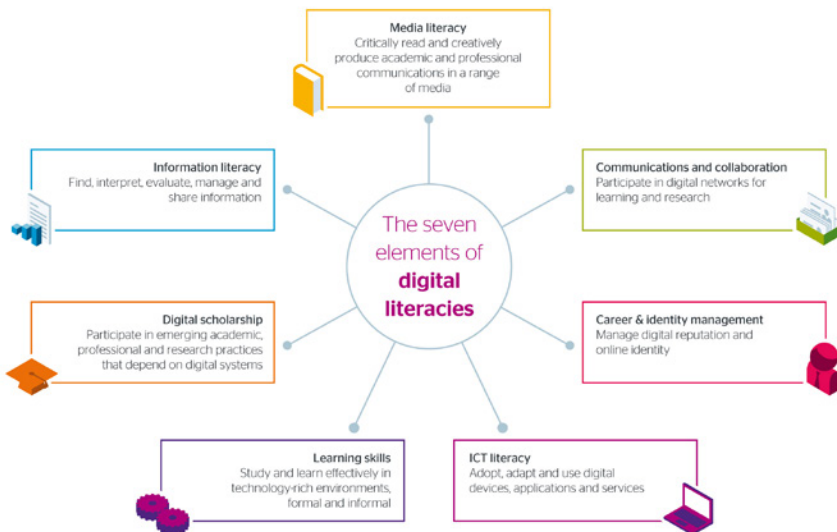 Media literacy
Critically read and creatively
produce academic and professional
communications in a range
of media
Information literacy
Find, interpret, evaluate, manage and
share information
Communications and collaboration
Participate in digital networks for
learning and research
The seven
elements of
digital
literacies
Digital scholarship
Participate in emerging academic,
professional and research practices
that depend on digital systems
Career & identity management
Manage digital reputation and
online identity
Learning skills
Study and learn effectively in
technology-rich environments,
formal and informal
ICT literacy
Adopt, adapt and use digital
devices, applications and services